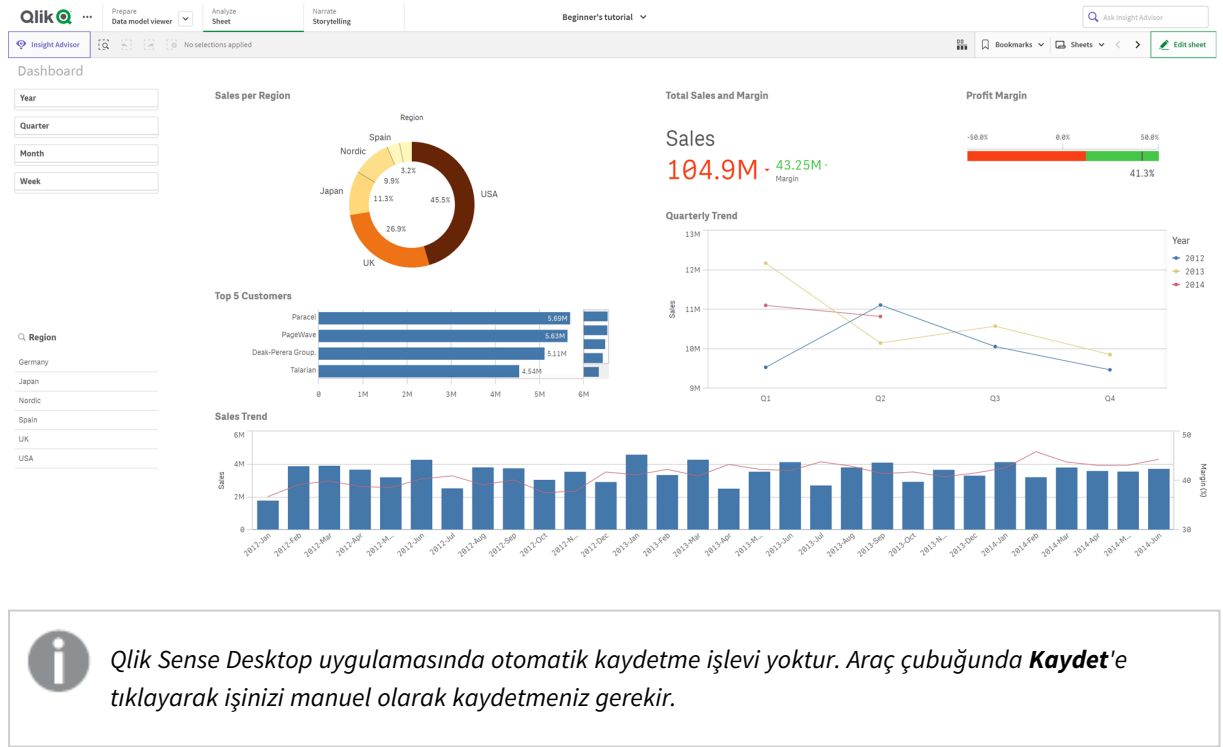 Qlik
Prepare
Data model viewer
Analyze
Sheet
Narrate
Storytelling
Beginner's tutorial
Ask Insight Advisor
Insight Advisor
No selections applied
Bookmarks
Sheets
Edit sheet
Dashboard
Year
Quarter
Month
Week
Region
Germany
Japan
Nordic
Spain
UK
USA
Sales per Region
Region
Spain
Nordic
Japan
UK
USA
3.2%
9.9%
11.3%
26.9%
45.5%
Total Sales and Margin
Sales
104.9M
43.25M
Margin
Profit Margin
-50.0% 0.0% 50.0%
41.3%
Top 5 Customers
Paracel 5.69M
PageWave 5.63M
Deak-Perera Group. 5.11M
Talarian 4.54M
0 1M 2M 3M 4M 5M 6M
Quarterly Trend
13M
12M
11M
10M
9M
Sales
Q1 Q2 Q3 Q4
Year
2012
2013
2014
Sales Trend
6M
4M
2M
0
Sales
50
40
30
Margin (%)
2012-Jan 2012-Feb 2012-Mar 2012-Apr 2012-M... 2012-Jun 2012-Jul 2012-Aug 2012-Sep 2012-Oct 2012-N... 2012-Dec 2013-Jan 2013-Feb 2013-Mar 2013-Apr 2013-M... 2013-Jun 2013-Jul 2013-Aug 2013-Sep 2013-Oct 2013-N... 2013-Dec 2014-Jan 2014-Feb 2014-Mar 2014-Apr 2014-M... 2014-Jun
Qlik Sense Desktop uygulamasında otomatik kaydetme işlevi yoktur. Araç çubuğunda Kaydet'e
tıklayarak işinizi manuel olarak kaydetmeniz gerekir.